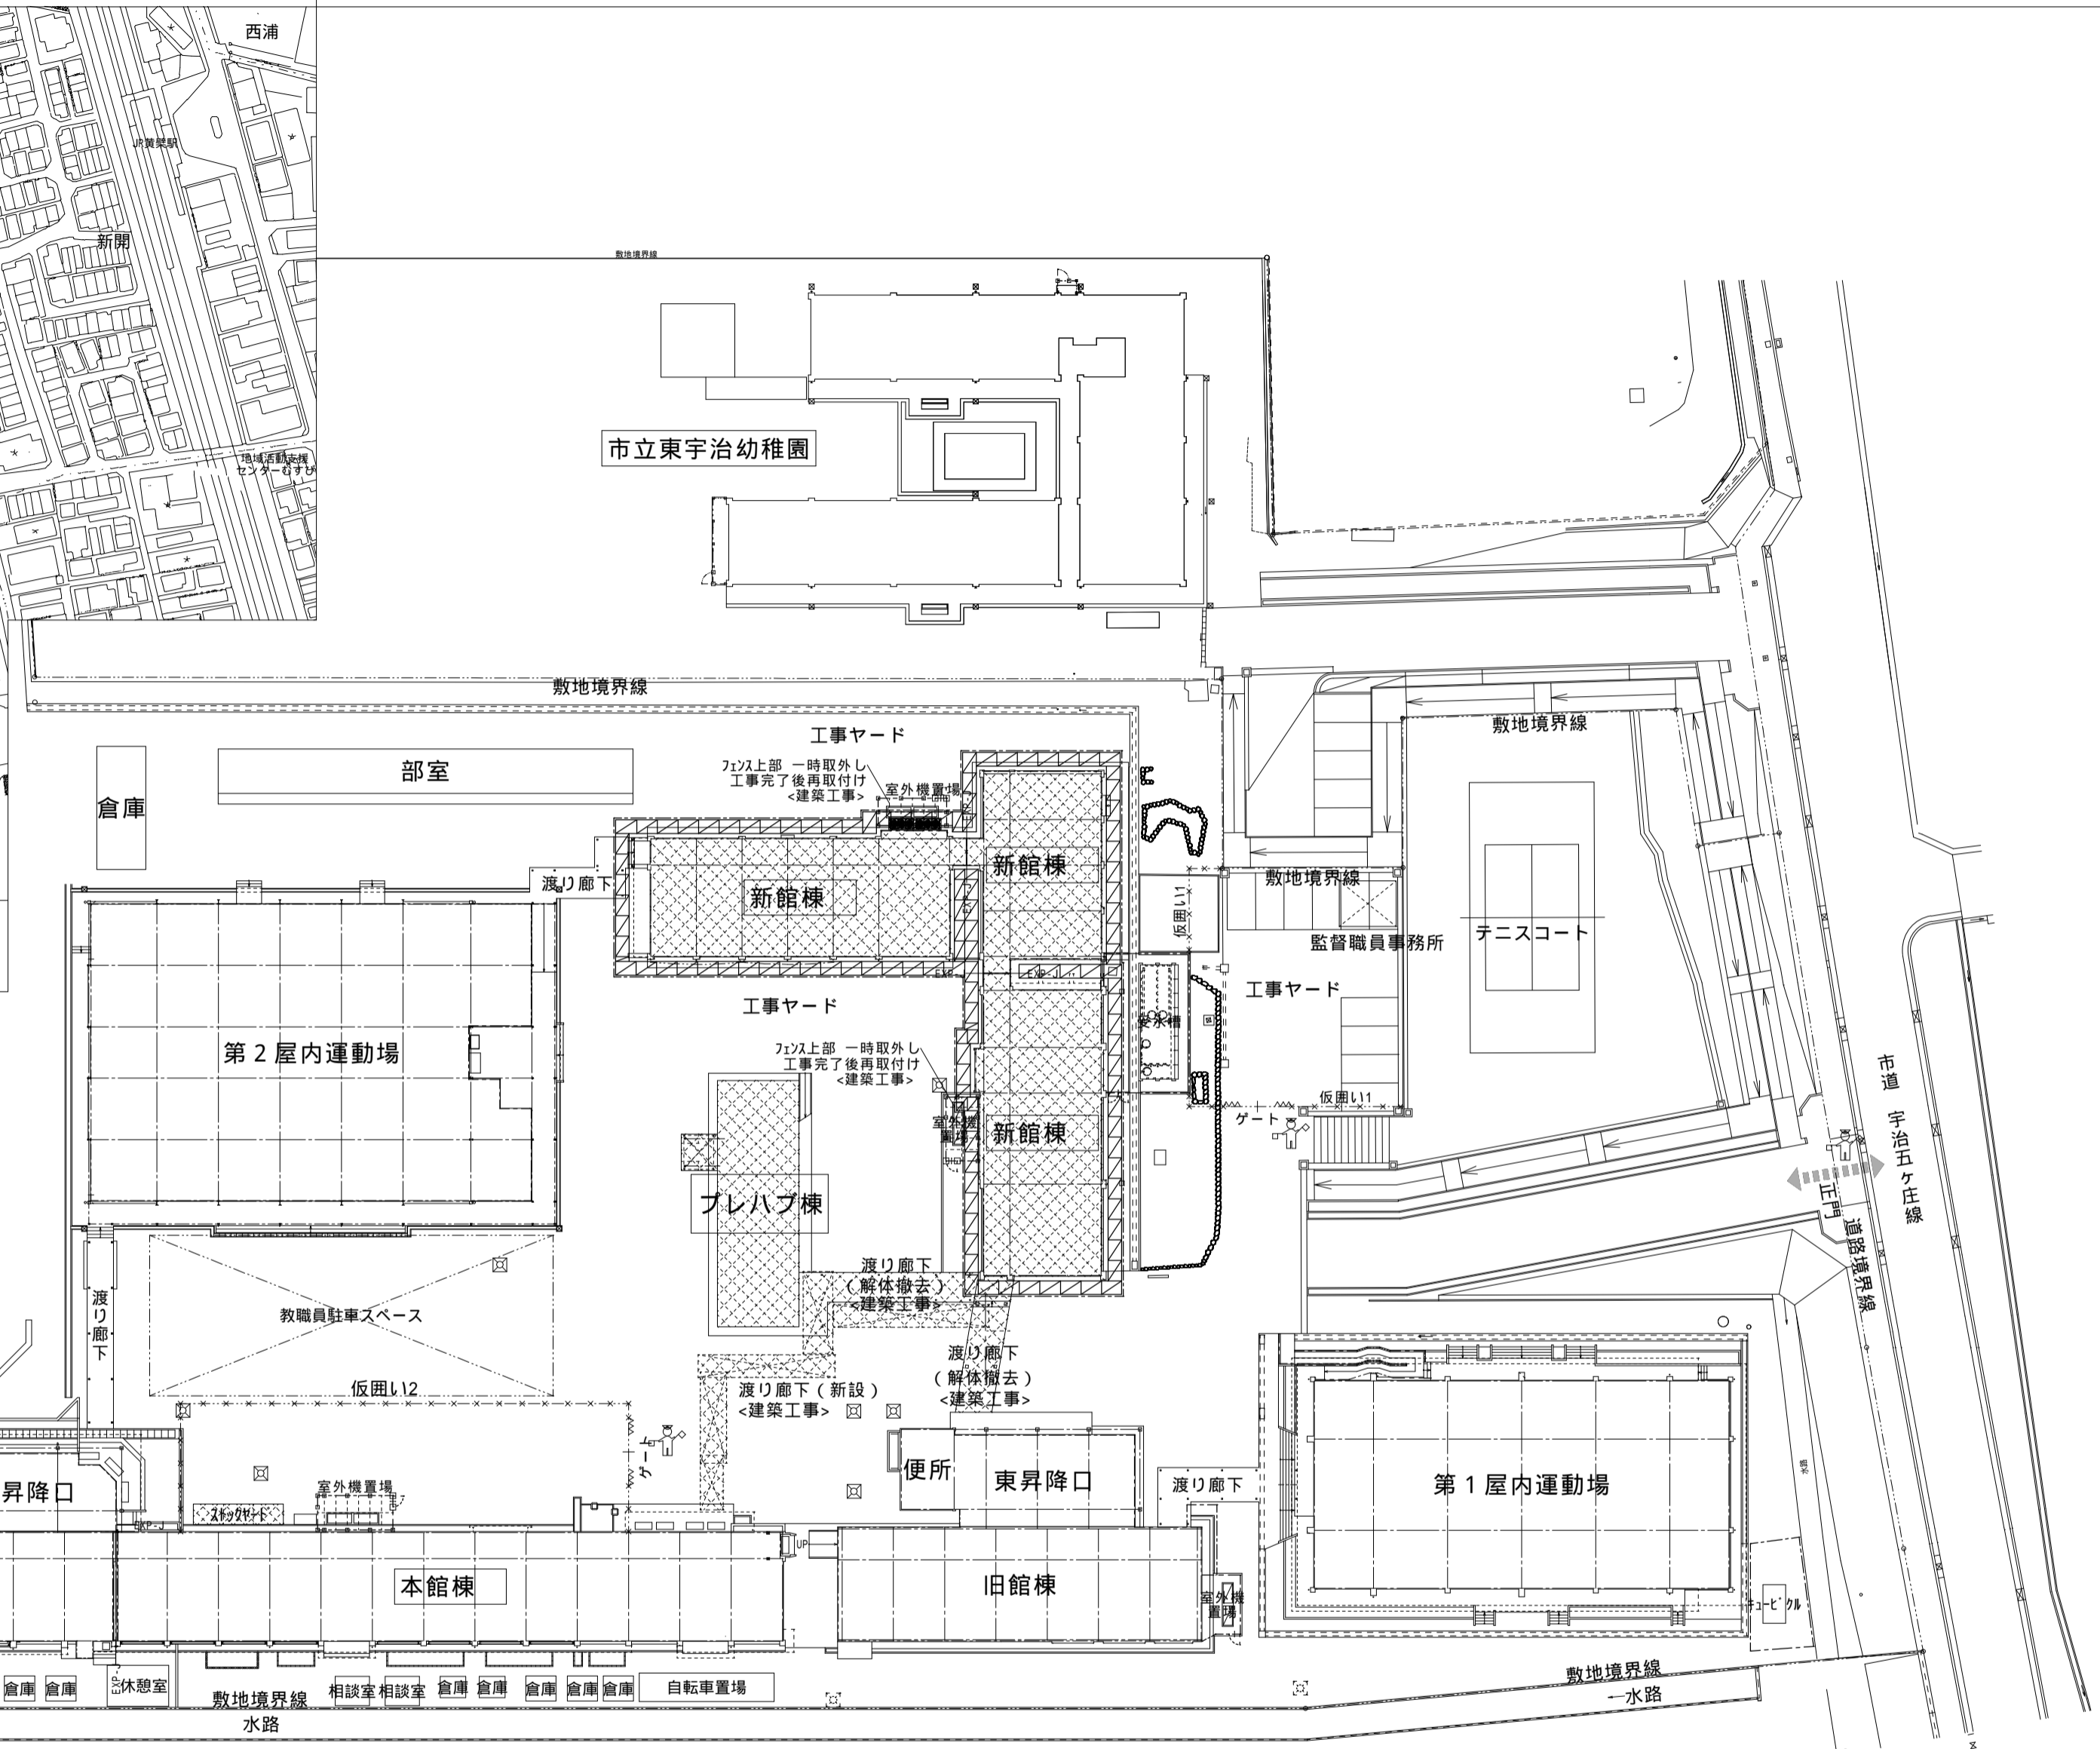 西浦
JR黄檗駅
新開
地域活動支援
センターむすび
敷地境界線
市立東宇治幼稚園
敷地境界線
敷地境界線
工事ヤード
部室
倉庫
フェンス上部 一時取外し
工事完了後再取付け
<建築工事>
室外機置場
新館棟
新館棟
渡り廊下
敷地境界線
仮囲い1
監督職員事務所
テニスコート
EXP-J
EXP-J
工事ヤード
工事ヤード
受水槽
第2屋内運動場
フェンス上部 一時取外し
工事完了後再取付け
<建築工事>
室外機
置場
新館棟
仮囲い1
ゲート
市道 宇治五ケ庄線
正門
道路境界線
プレハブ棟
渡り廊下
(解体撤去)
<建築工事>
渡り廊下
教職員駐車スペース
渡り廊下
(解体撤去)
<建築工事>
仮囲い2
渡り廊下(新設)
<建築工事>
ゲート
便所
東昇降口
渡り廊下
第1屋内運動場
水路
昇降口
室外機置場
ストックヤード
EXP-J
UP
本館棟
旧館棟
室外機
置場
キュービクル
倉庫
倉庫
EXP-J
休憩室
相談室
相談室
倉庫
倉庫
倉庫
倉庫
倉庫
自転車置場
敷地境界線
水路
敷地境界線
水路